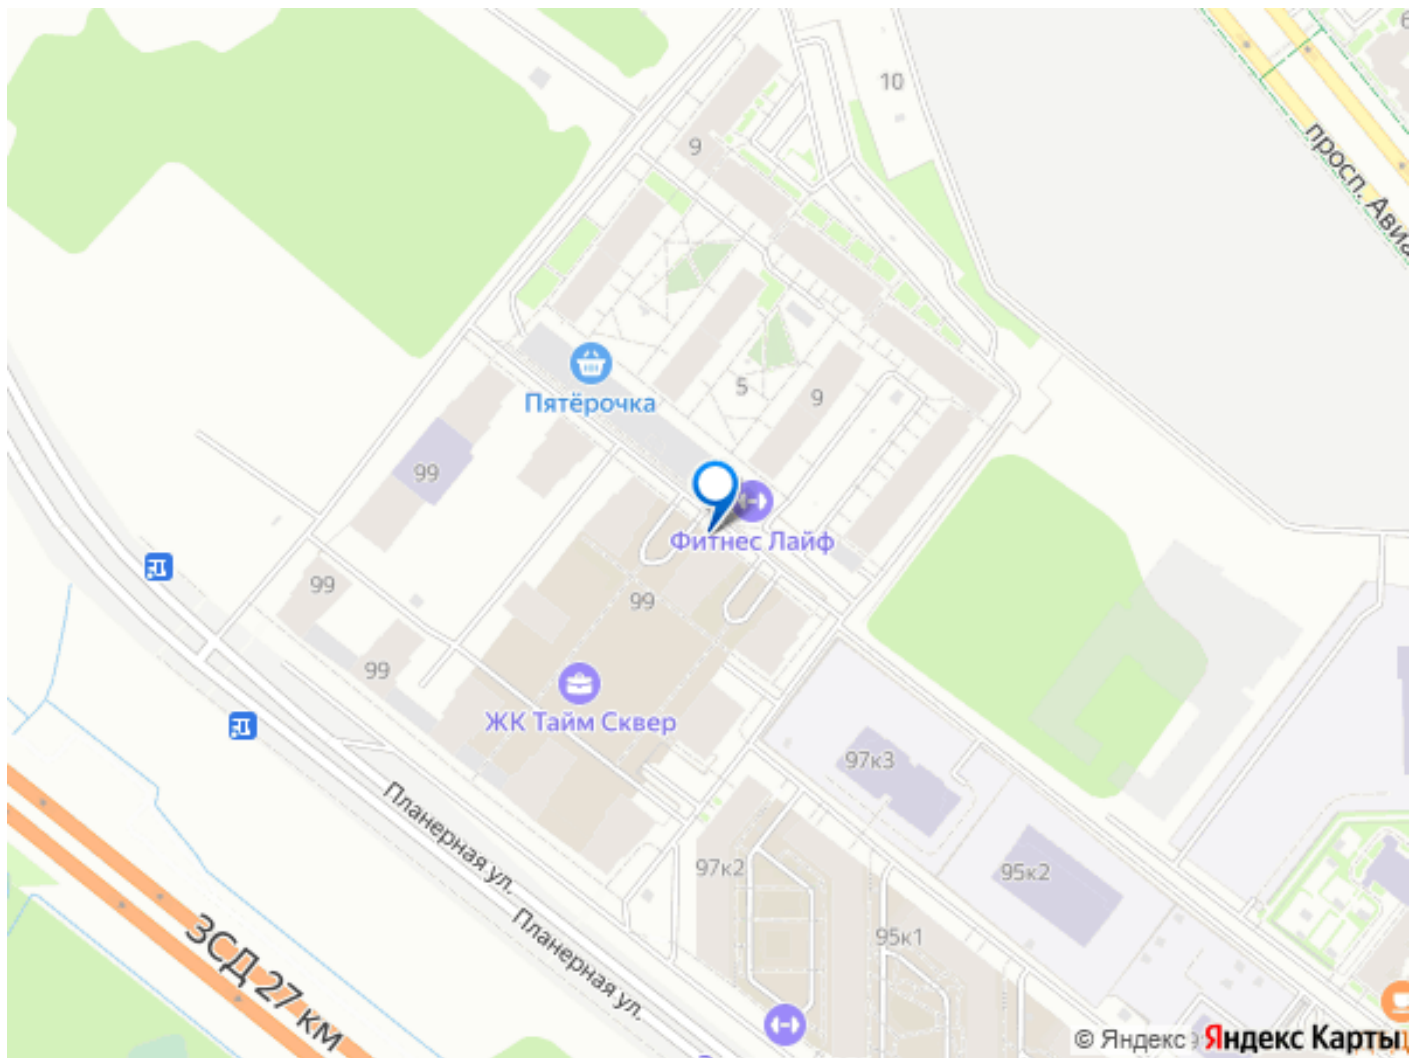 10
9
просп. Авиа
Пятёрочка
5
9
99
Фитнес Лайф
99
99
99
ЖК Тайм Сквер
97к3
Планерная ул.
97к2
95к2
Планерная ул.
95к1
ЗСД 27 км
© Яндекс Яндекс Карты